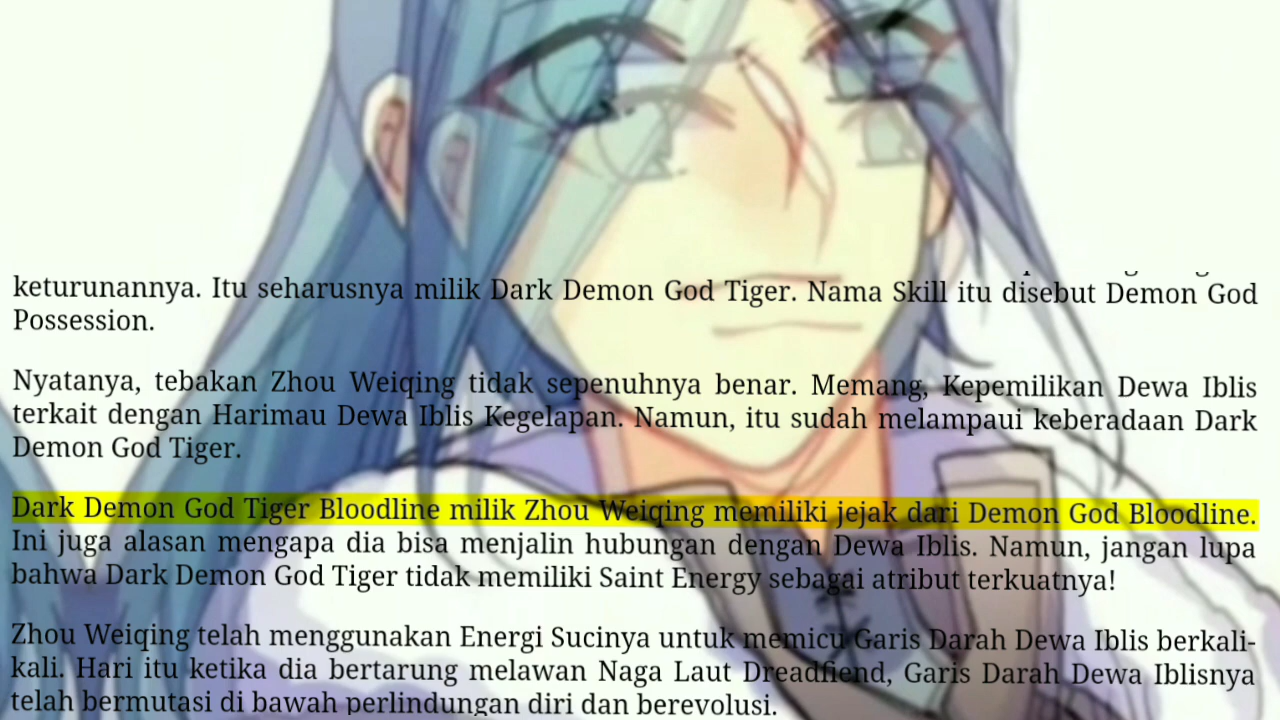 keturunannya. Itu seharusnya milik Dark Demon God Tiger. Nama Skill itu disebut Demon God
Possession.
Nyatanya, tebakan Zhou Weiqing tidak sepenuhnya benar. Memang, Kepemilikan Dewa Iblis
terkait dengan Harimau Dewa Iblis Kegelapan. Namun, itu sudah melampaui keberadaan Dark
Demon God Tiger.
Dark Demon God Tiger Bloodline milik Zhou Weiqing memiliki jejak dari Demon God Bloodline.
Ini juga alasan mengapa dia bisa menjalin hubungan dengan Dewa Iblis. Namun, jangan lupa
bahwa Dark Demon God Tiger tidak memiliki Saint Energy sebagai atribut terkuatnya!
Zhou Weiqing telah menggunakan Energi Sucinya untuk memicu Garis Darah Dewa Iblis berkali-
kali. Hari itu ketika dia bertarung melawan Naga Laut Dreadfiend, Garis Darah Dewa Iblisnya
telah bermutasi di bawah perlindungan diri dan berevolusi.